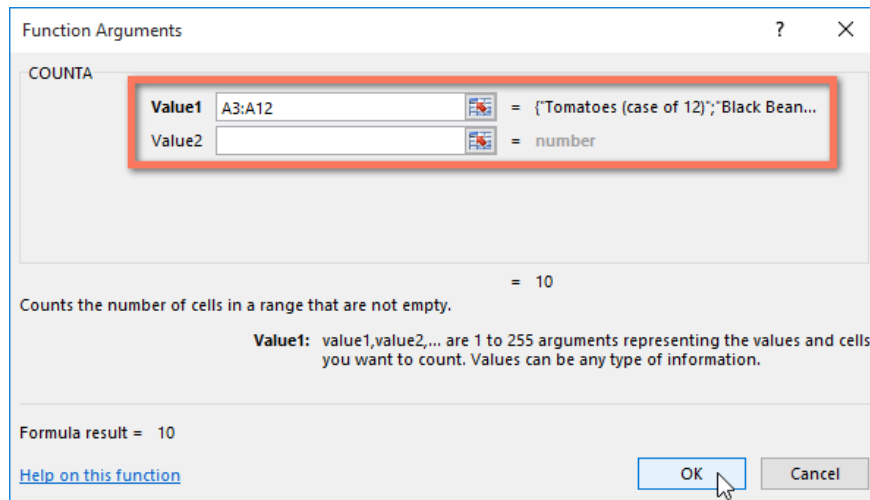 Function Arguments ? X
COUNTA
Value1 A3:A12 = {"Tomatoes (case of 12)";"Black Bean...
Value2 = number
= 10
Counts the number of cells in a range that are not empty.
Value1: value1,value2,... are 1 to 255 arguments representing the values and cells
you want to count. Values can be any type of information.
Formula result = 10
Help on this function OK Cancel